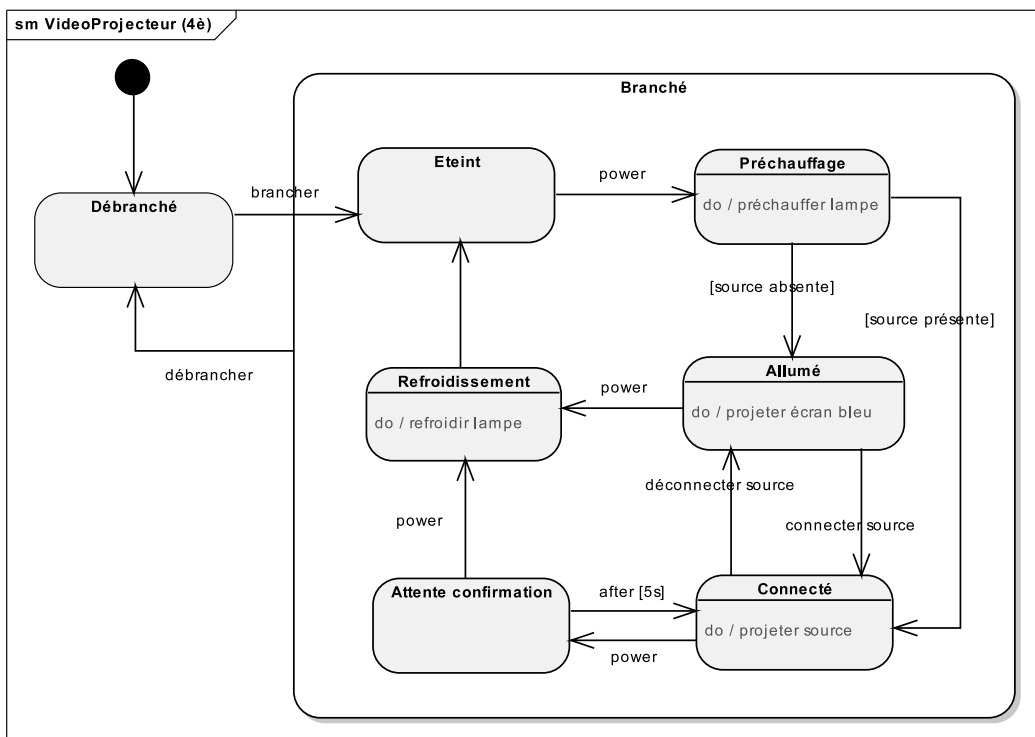 sm VideoProjecteur (4è)
Branché
Eteint
power
Préchauffage
do / préchauffer lampe
Débranché
brancher
[source absente]
[source présente]
débrancher
Refroidissement
do / refroidir lampe
power
Allumé
do / projeter écran bleu
déconnecter source
power
connecter source
Attente confirmation
after [5s]
power
Connecté
do / projeter source